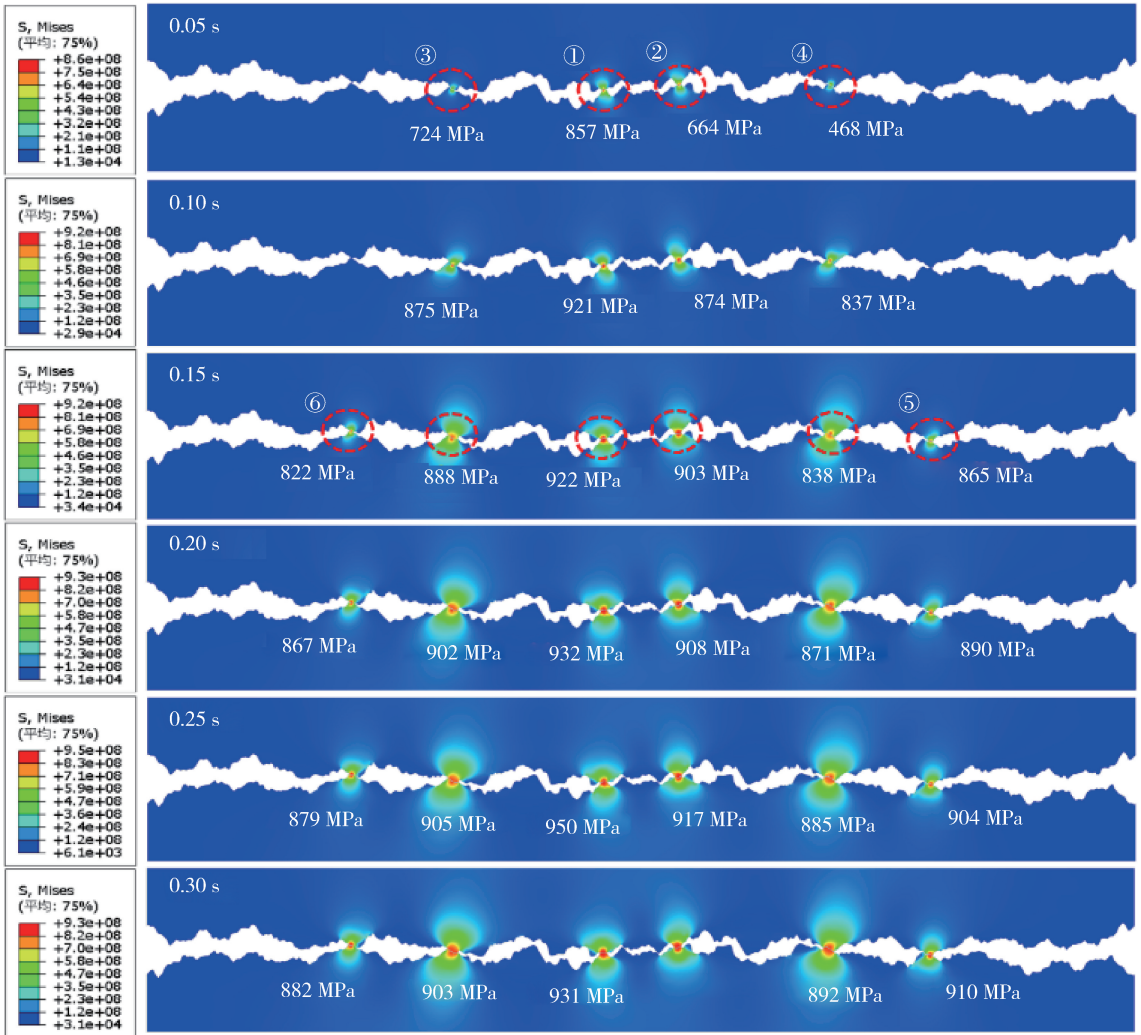 S, Mises
(平均: 75%)
+8.6e+08
+7.5e+08
+6.4e+08
+5.4e+08
+4.3e+08
+3.2e+08
+2.1e+08
+1.1e+08
+1.3e+04
0.05 s
③
①
②
④
724 MPa
857 MPa
664 MPa
468 MPa
S, Mises
(平均: 75%)
+9.2e+08
+8.1e+08
+6.9e+08
+5.8e+08
+4.6e+08
+3.5e+08
+2.3e+08
+1.2e+08
+2.9e+04
0.10 s
875 MPa
921 MPa
874 MPa
837 MPa
S, Mises
(平均: 75%)
+9.2e+08
+8.1e+08
+6.9e+08
+5.8e+08
+4.6e+08
+3.5e+08
+2.3e+08
+1.2e+08
+3.4e+04
0.15 s
⑥
⑤
822 MPa
888 MPa
922 MPa
903 MPa
838 MPa
865 MPa
S, Mises
(平均: 75%)
+9.3e+08
+8.2e+08
+7.0e+08
+5.8e+08
+4.7e+08
+3.5e+08
+2.3e+08
+1.2e+08
+3.1e+04
0.20 s
867 MPa
902 MPa
932 MPa
908 MPa
871 MPa
890 MPa
S, Mises
(平均: 75%)
+9.5e+08
+8.3e+08
+7.1e+08
+5.9e+08
+4.7e+08
+3.6e+08
+2.4e+08
+1.2e+08
+6.1e+03
0.25 s
879 MPa
905 MPa
950 MPa
917 MPa
885 MPa
904 MPa
S, Mises
(平均: 75%)
+9.3e+08
+8.2e+08
+7.0e+08
+5.8e+08
+4.7e+08
+3.5e+08
+2.3e+08
+1.2e+08
+3.1e+04
0.30 s
882 MPa
903 MPa
931 MPa
892 MPa
910 MPa